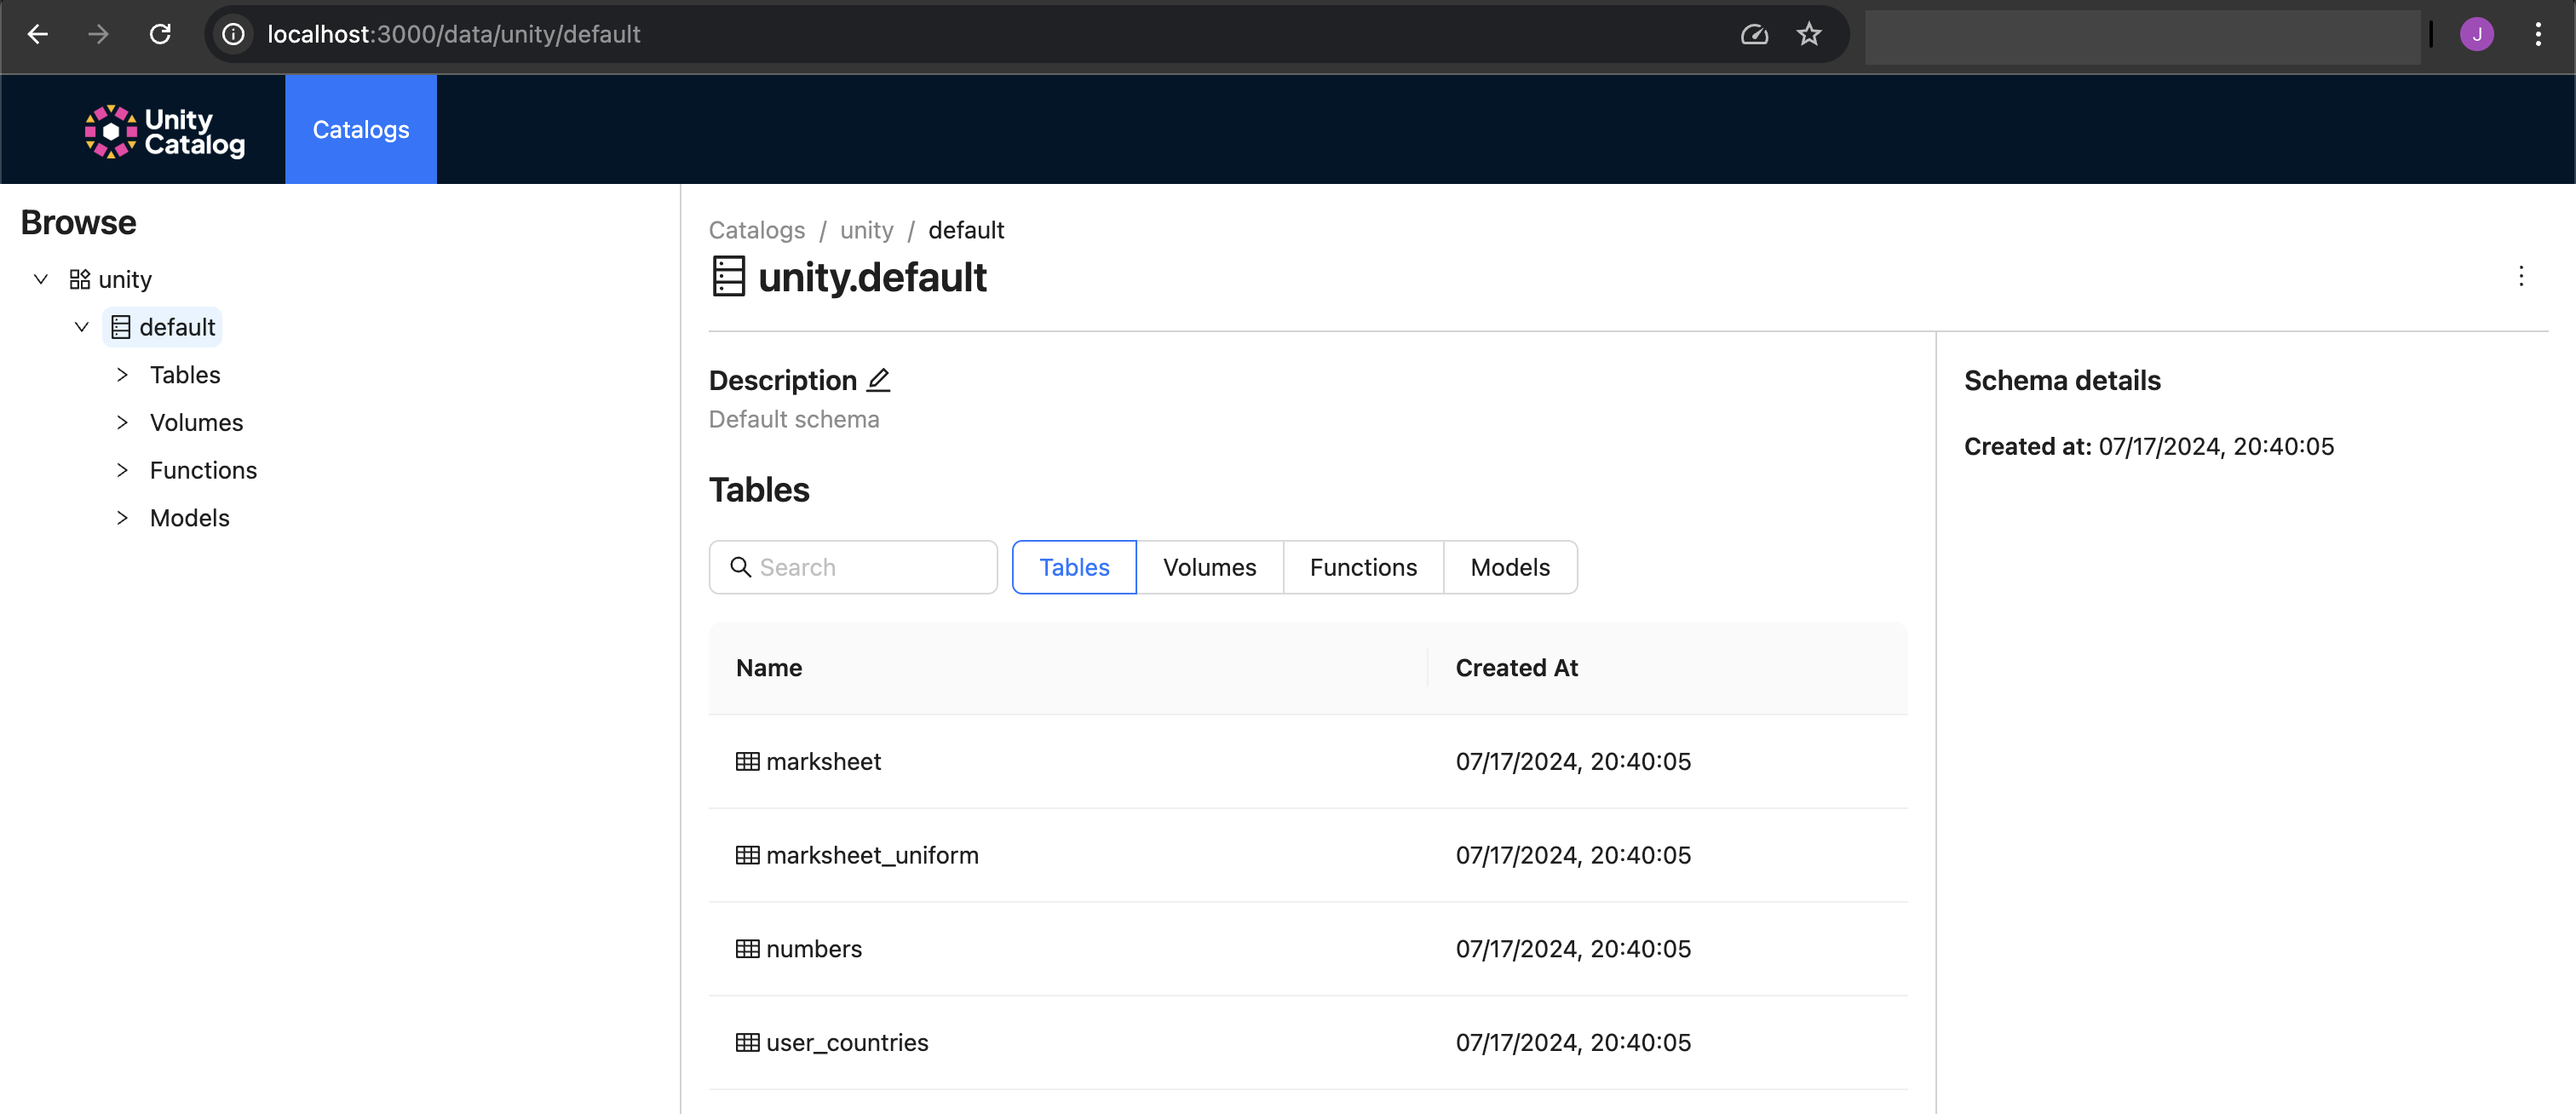 localhost:3000/data/unity/default
J
Unity
Catalog
Catalogs
Browse
unity
default
Tables
Volumes
Functions
Models
Catalogs / unity / default
unity.default
Description
Default schema
Tables
Search
Tables Volumes Functions Models
Name Created At
marksheet 07/17/2024, 20:40:05
marksheet_uniform 07/17/2024, 20:40:05
numbers 07/17/2024, 20:40:05
user_countries 07/17/2024, 20:40:05
Schema details
Created at: 07/17/2024, 20:40:05